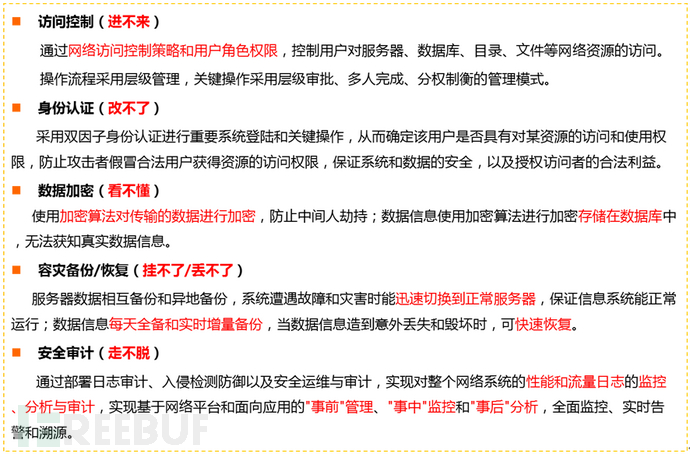 ■ 访问控制（进不来）
通过网络访问控制策略和用户角色权限，控制用户对服务器、数据库、目录、文件等网络资源的访问。
操作流程采用层级管理，关键操作采用层级审批、多人完成、分权制衡的管理模式。
■ 身份认证（改不了）
采用双因子身份认证进行重要系统登陆和关键操作，从而确定该用户是否具有对某资源的访问和使用权
限，防止攻击者假冒合法用户获得资源的访问权限，保证系统和数据的安全，以及授权访问者的合法利益。
■ 数据加密（看不懂）
使用加密算法对传输的数据进行加密，防止中间人劫持；数据信息使用加密算法进行加密存储在数据库中
，无法获知真实数据信息。
■ 容灾备份/恢复（挂不了/丢不了）
服务器数据相互备份和异地备份，系统遭遇故障和灾害时能迅速切换到正常服务器，保证信息系统能正常
运行；数据信息每天全备和实时增量备份，当数据信息造到意外丢失和毁坏时，可快速恢复。
■ 安全审计（走不脱）
通过部署日志审计、入侵检测防御以及安全运维与审计，实现对整个网络系统的性能和流量日志的监控
、分析与审计，实现基于网络平台和面向应用的"事前"管理、"事中"监控和"事后"分析，全面监控、实时告
警和溯源。
REEBUF